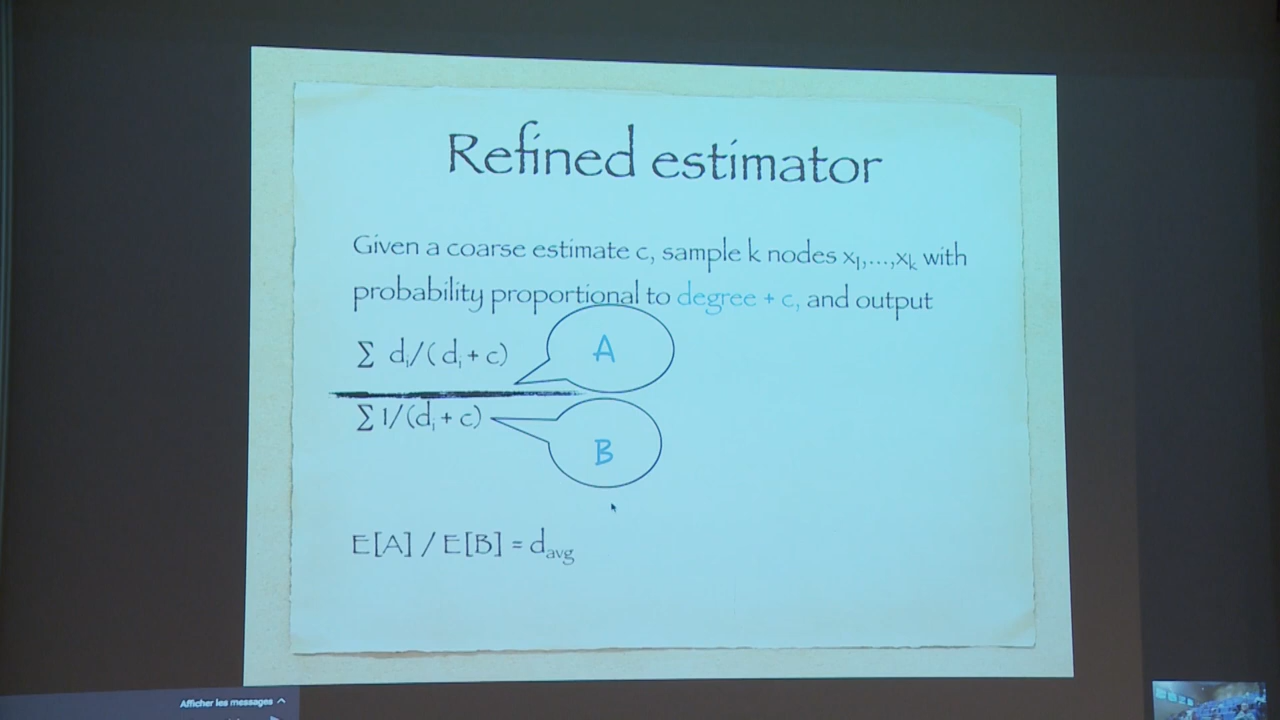 Refined estimator
Given a coarse estimate c, sample k nodes x₁,...,xₖ with
probability proportional to degree + c, and output
∑ dᵢ/(dᵢ + c)
A
∑ 1/(dᵢ + c)
B
E[A] / E[B] = d_avg
Afficher les messages